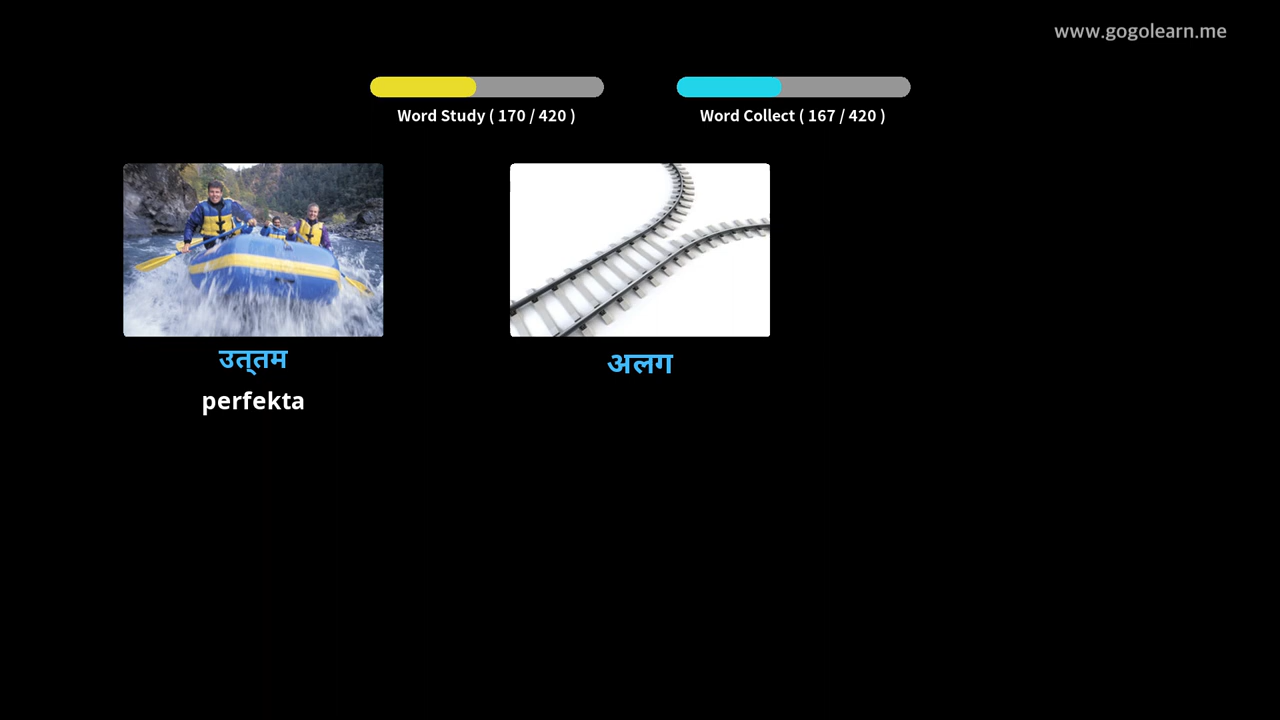 www.gogolearn.me
Word Study ( 170 / 420 )
Word Collect ( 167 / 420 )
उत्तम
perfekta
अलग